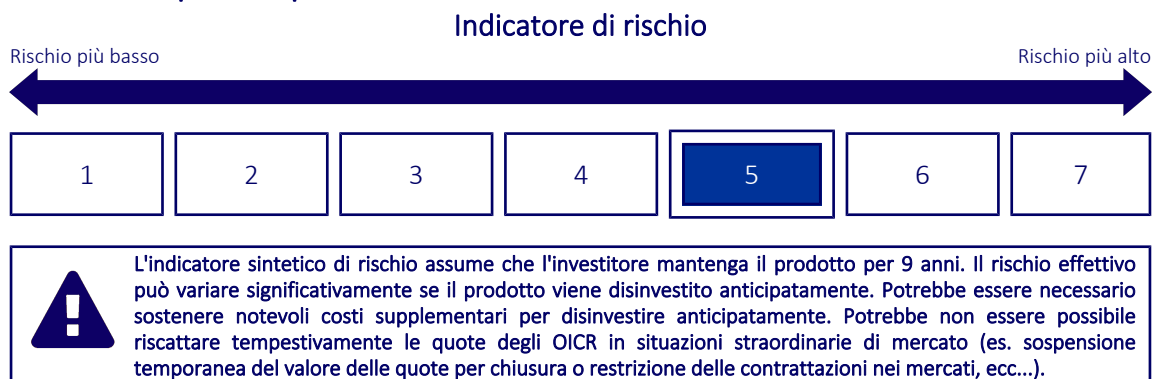 Indicatore di rischio
Rischio più basso
Rischio più alto
1 2 3 4 5 6 7
L'indicatore sintetico di rischio assume che l'investitore mantenga il prodotto per 9 anni. Il rischio effettivo
può variare significativamente se il prodotto viene disinvestito anticipatamente. Potrebbe essere necessario
sostenere notevoli costi supplementari per disinvestire anticipatamente. Potrebbe non essere possibile
riscattare tempestivamente le quote degli OICR in situazioni straordinarie di mercato (es. sospensione
temporanea del valore delle quote per chiusura o restrizione delle contrattazioni nei mercati, ecc...).